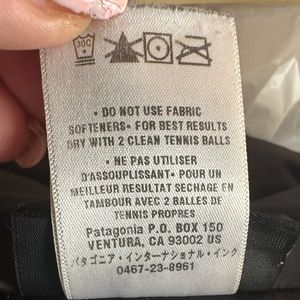 30C
• DO NOT USE FABRIC
SOFTENERS• FOR BEST RESULTS
DRY WITH 2 CLEAN TENNIS BALLS
• NE PAS UTILISER
D'ASSOUPLISSANT• POUR UN
MEILLEUR RESULTAT SECHAGE EN
TAMBOUR AVEC 2 BALLES DE
TENNIS PROPRES
Patagonia P.O. BOX 150
VENTURA, CA 93002 US
パタゴニア・インターナショナル・インク
0467-23-8961